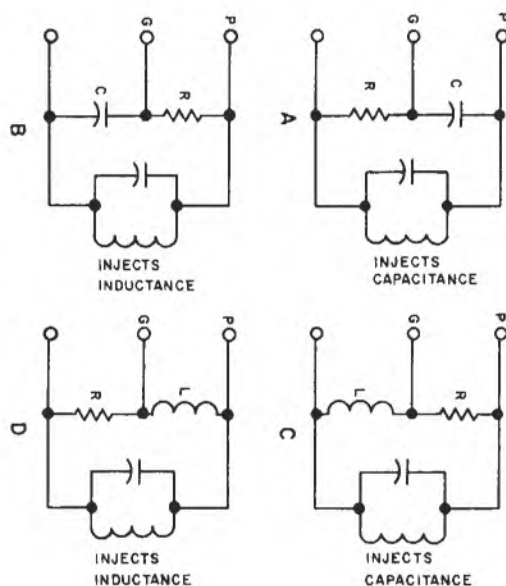 P
G
C
R
B
INJECTS
INDUCTANCE
P
G
C
R
A
INJECTS
CAPACITANCE
P
G
L
R
D
INJECTS
INDUCTANCE
P
G
R
L
C
INJECTS
CAPACITANCE